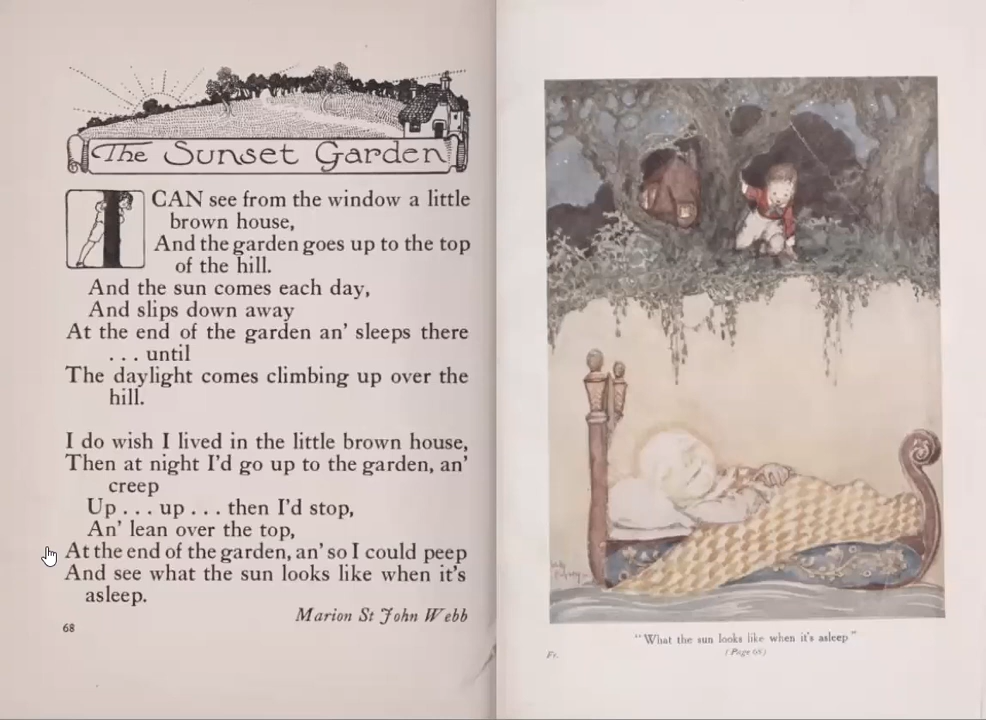 The Sunset Garden
I CAN see from the window a little
brown house,
And the garden goes up to the top
of the hill.
And the sun comes each day,
And slips down away
At the end of the garden an' sleeps there
. . . until
The daylight comes climbing up over the
hill.
I do wish I lived in the little brown house,
Then at night I'd go up to the garden, an'
creep
Up . . . up . . . then I'd stop,
An' lean over the top,
At the end of the garden, an' so I could peep
And see what the sun looks like when it's
asleep.
Marion St John Webb
68
"What the sun looks like when it's asleep"
(Page 68)
Fr.